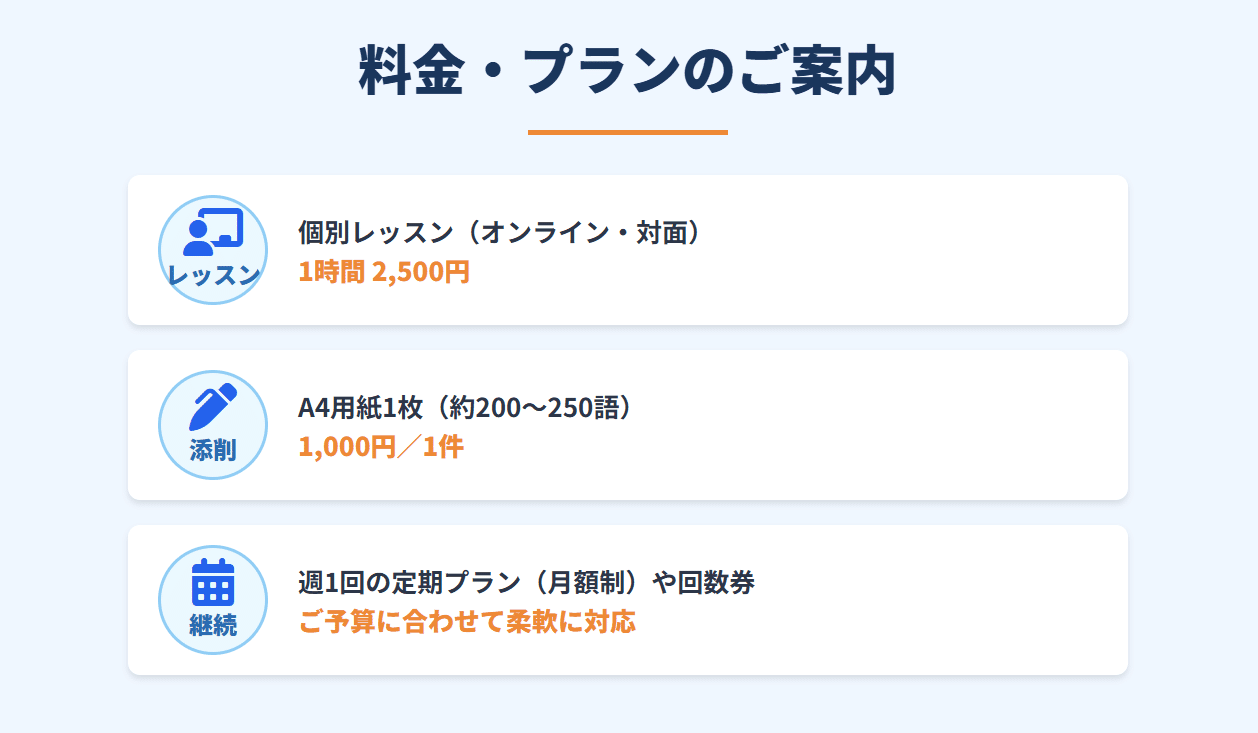 料金・プランのご案内
レッスン
個別レッスン（オンライン・対面）
1時間 2,500円
添削
A4用紙1枚（約200〜250語）
1,000円／1件
継続
週1回の定期プラン（月額制）や回数券
ご予算に合わせて柔軟に対応